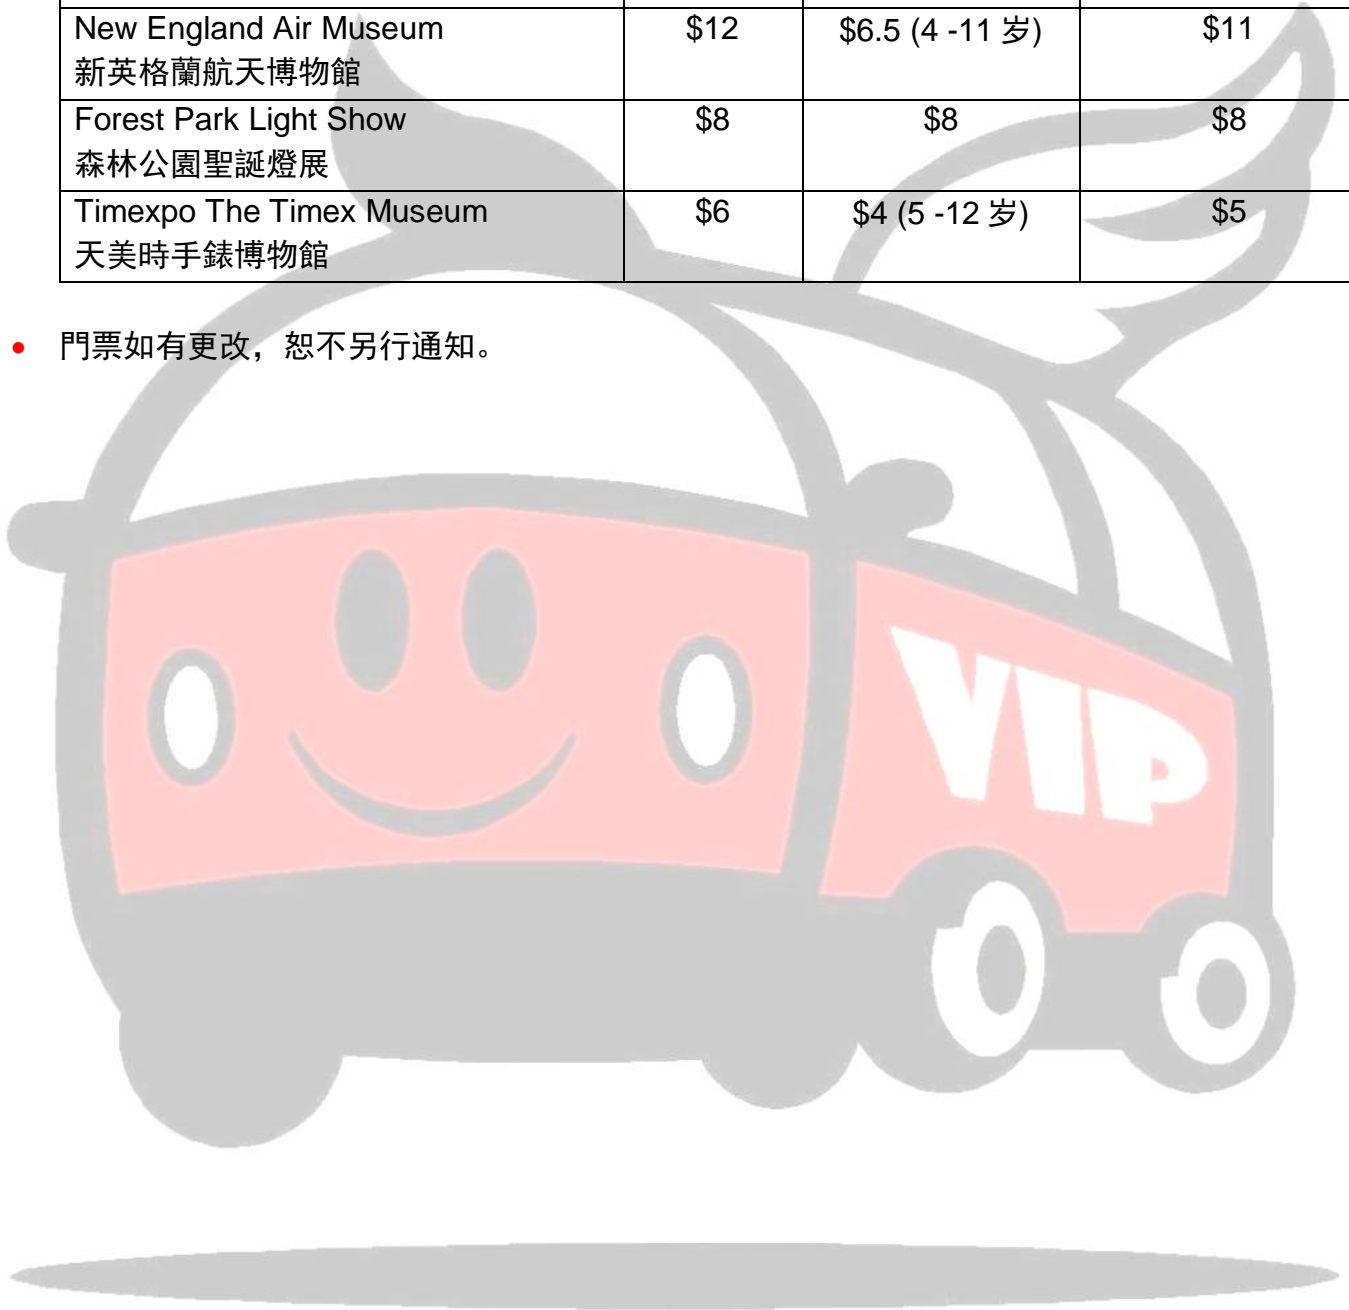 New England Air Museum $12 $6.5 (4 -11 岁) $11
新英格蘭航天博物館
Forest Park Light Show $8 $8 $8
森林公園聖誕燈展
Timexpo The Timex Museum $6 $4 (5 -12 岁) $5
天美時手錶博物館
• 門票如有更改，恕不另行通知。
VIP